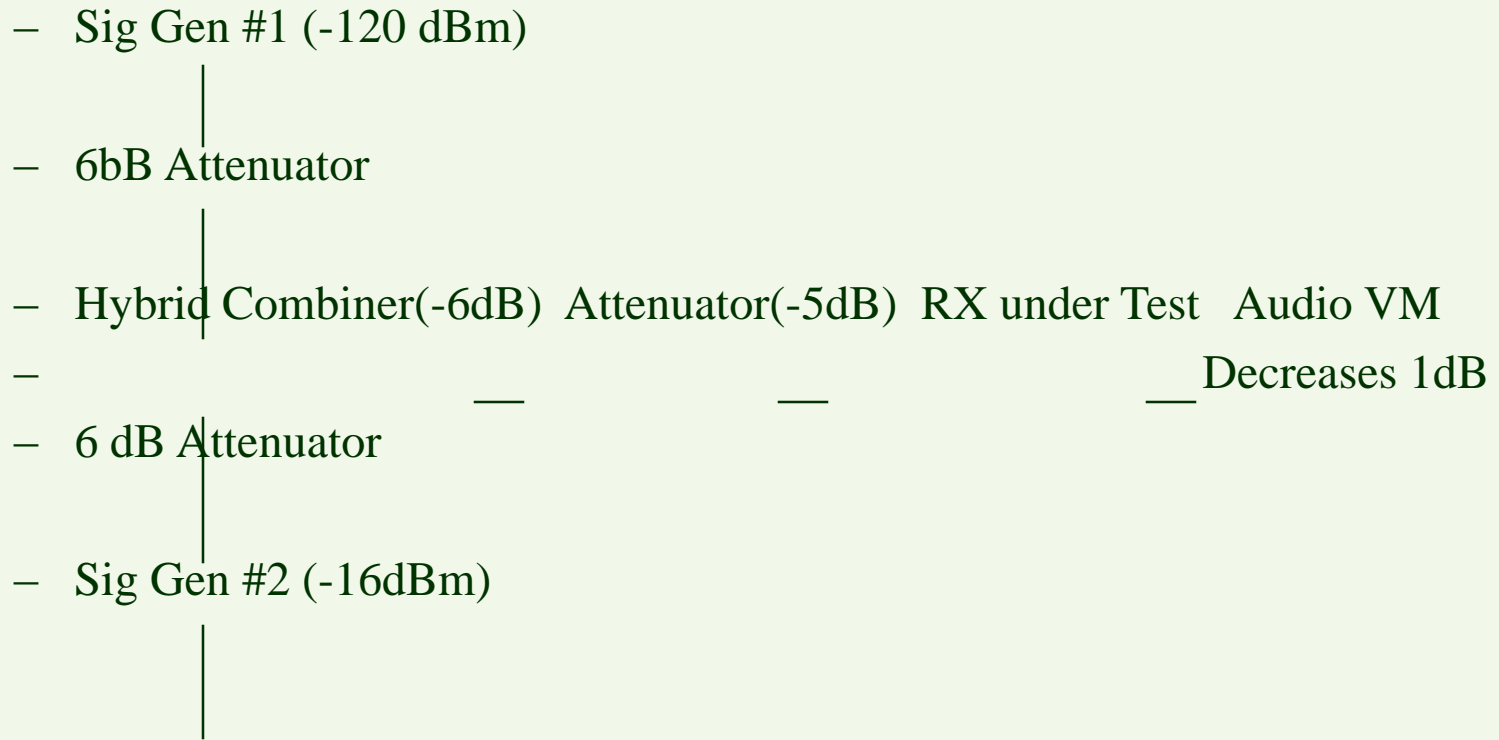 – Sig Gen #1 (-120 dBm)
– 6bB Attenuator
– Hybrid Combiner(-6dB) Attenuator(-5dB) RX under Test Audio VM
– Decreases 1dB
– 6 dB Attenuator
– Sig Gen #2 (-16dBm)